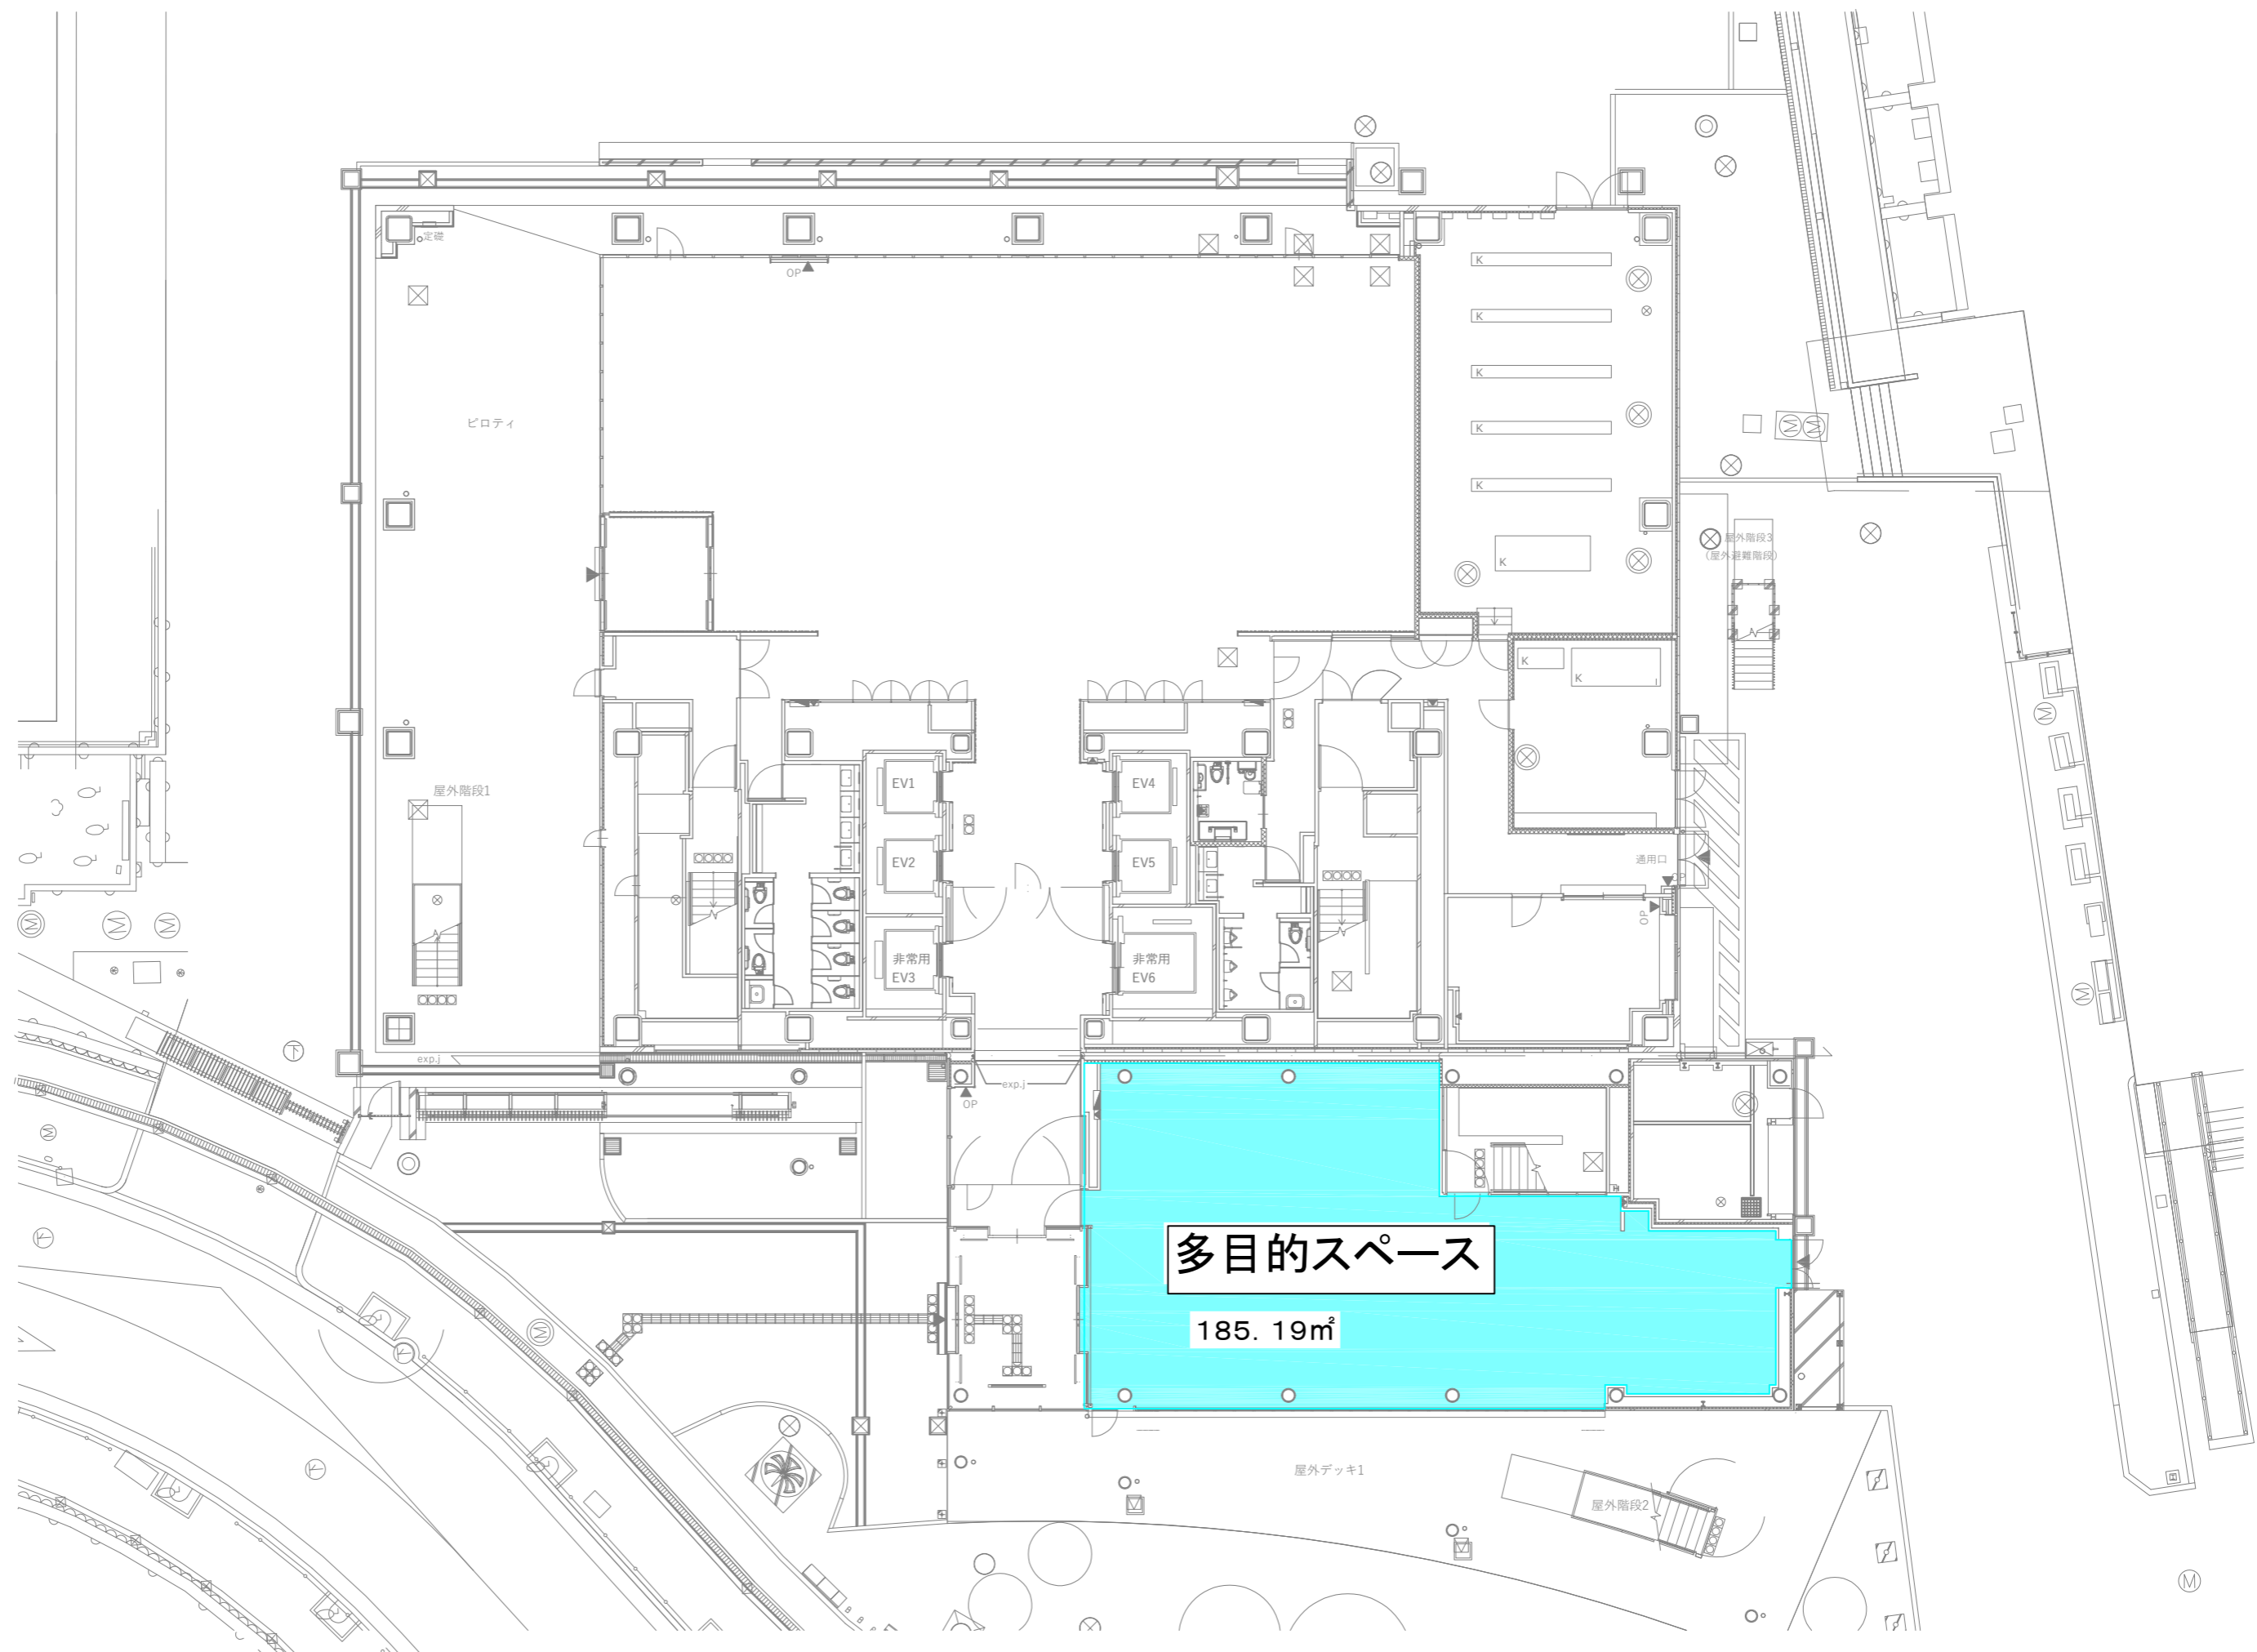 定礎
OP
K
K
ピロティ
K
K
K
K
屋外階段3
(屋外避難階段)
K
K
屋外階段1
EV1
EV4
EV2
EV5
通用口
OP
OP
非常用
EV3
非常用
EV6
exp.j
exp.j
OP
多目的スペース
185.19㎡
屋外デッキ1
屋外階段2
M
M
M
M
M
M
M
M
M
M
下